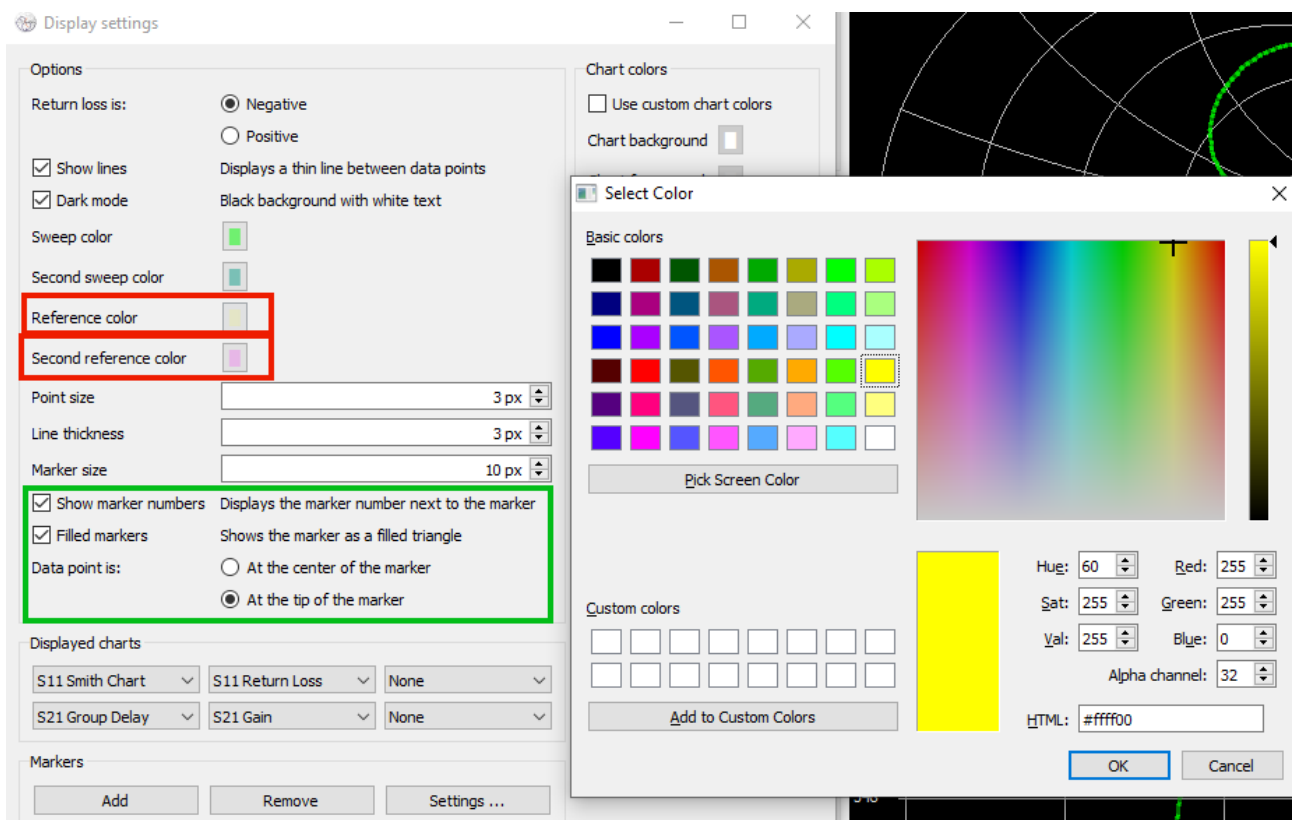 Display settings
Options
Return loss is:
Negative
Positive
Show lines
Displays a thin line between data points
Dark mode
Black background with white text
Sweep color
Second sweep color
Reference color
Second reference color
Point size
3 px
Line thickness
3 px
Marker size
10 px
Show marker numbers
Displays the marker number next to the marker
Filled markers
Shows the marker as a filled triangle
Data point is:
At the center of the marker
At the tip of the marker
Displayed charts
S11 Smith Chart
S11 Return Loss
None
S21 Group Delay
S21 Gain
None
Markers
Add
Remove
Settings ...
Chart colors
Use custom chart colors
Chart background
Select Color
Basic colors
Pick Screen Color
Custom colors
Add to Custom Colors
Hue: 60
Red: 255
Sat: 255
Green: 255
Val: 255
Blue: 0
Alpha channel: 32
HTML: #ffff00
OK
Cancel